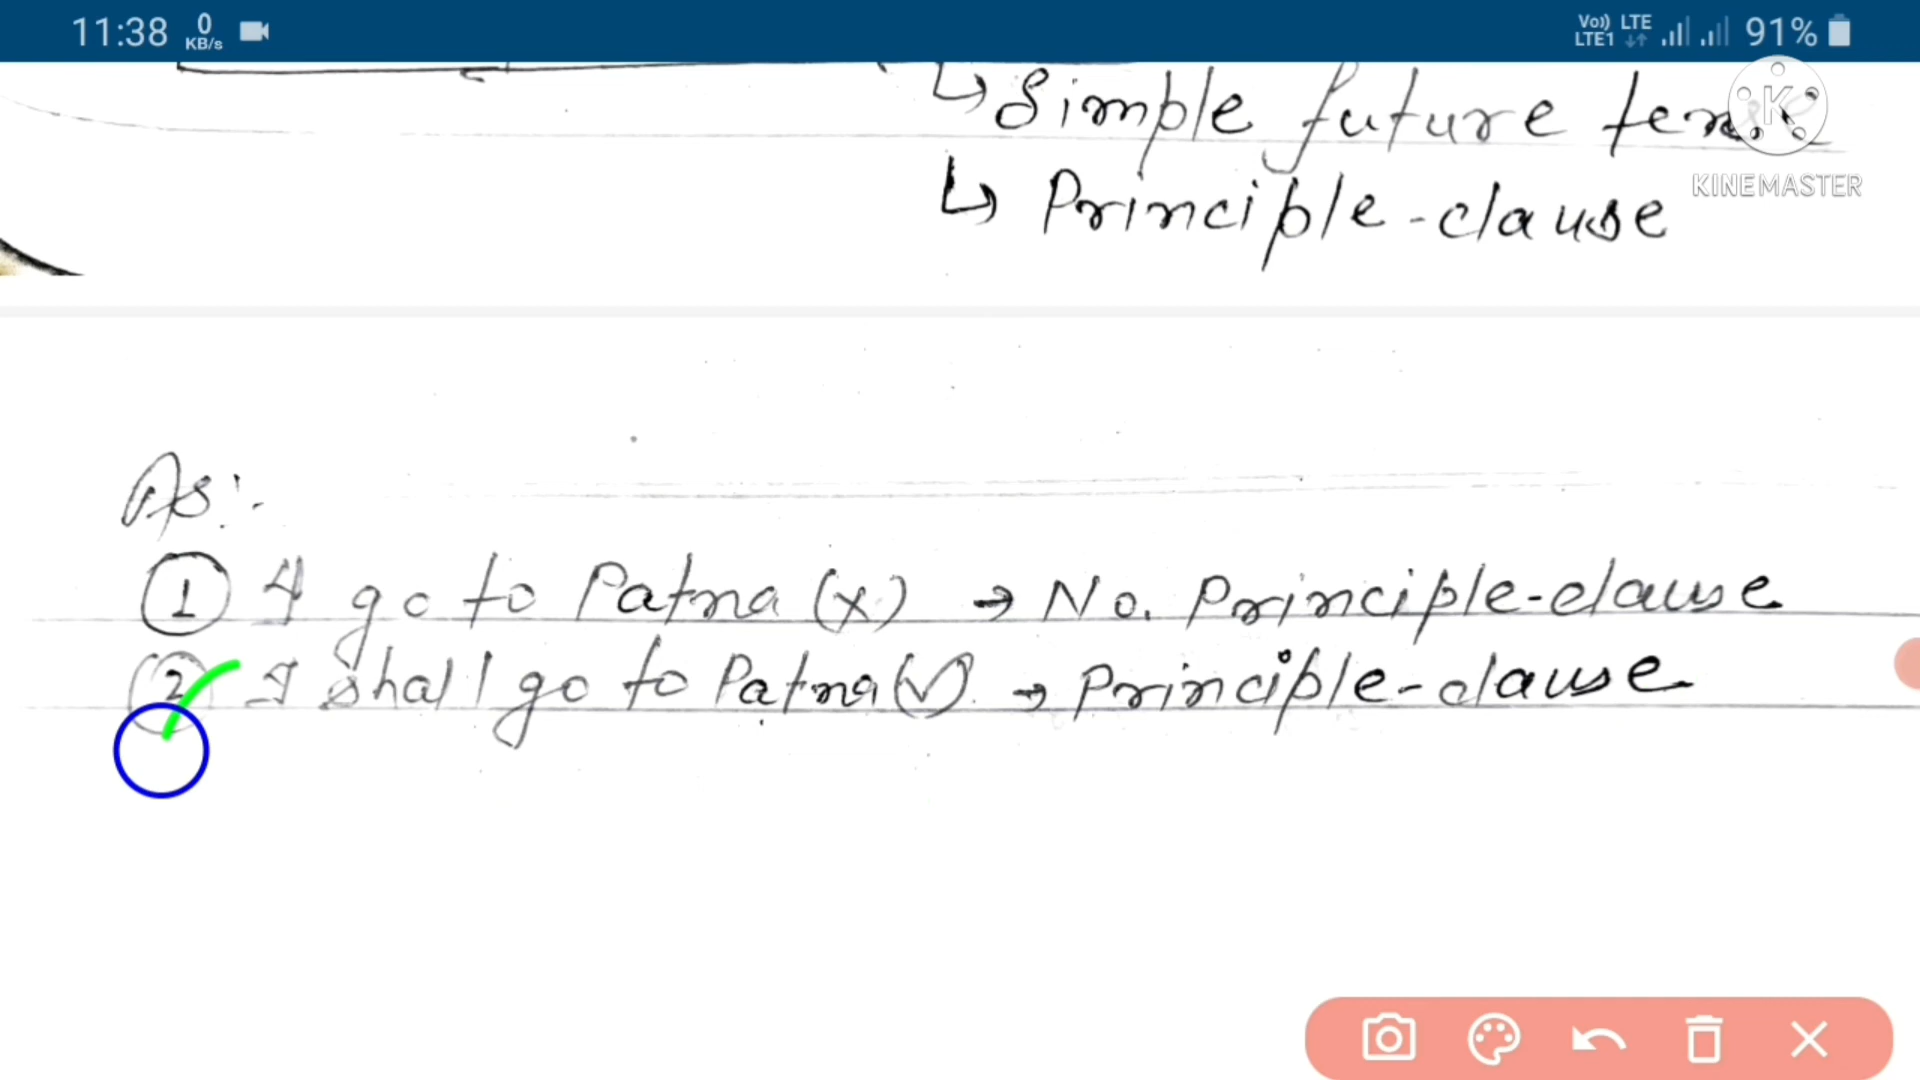 11:38 0 KB/s Vo)) LTE LTE1 91%
↳ Simple future tense
KINEMASTER
↳ Principle-clause
As:-
① I go to Patna (x) → No. Principle-clause
② I shall go to Patna (✓). → Principle-clause